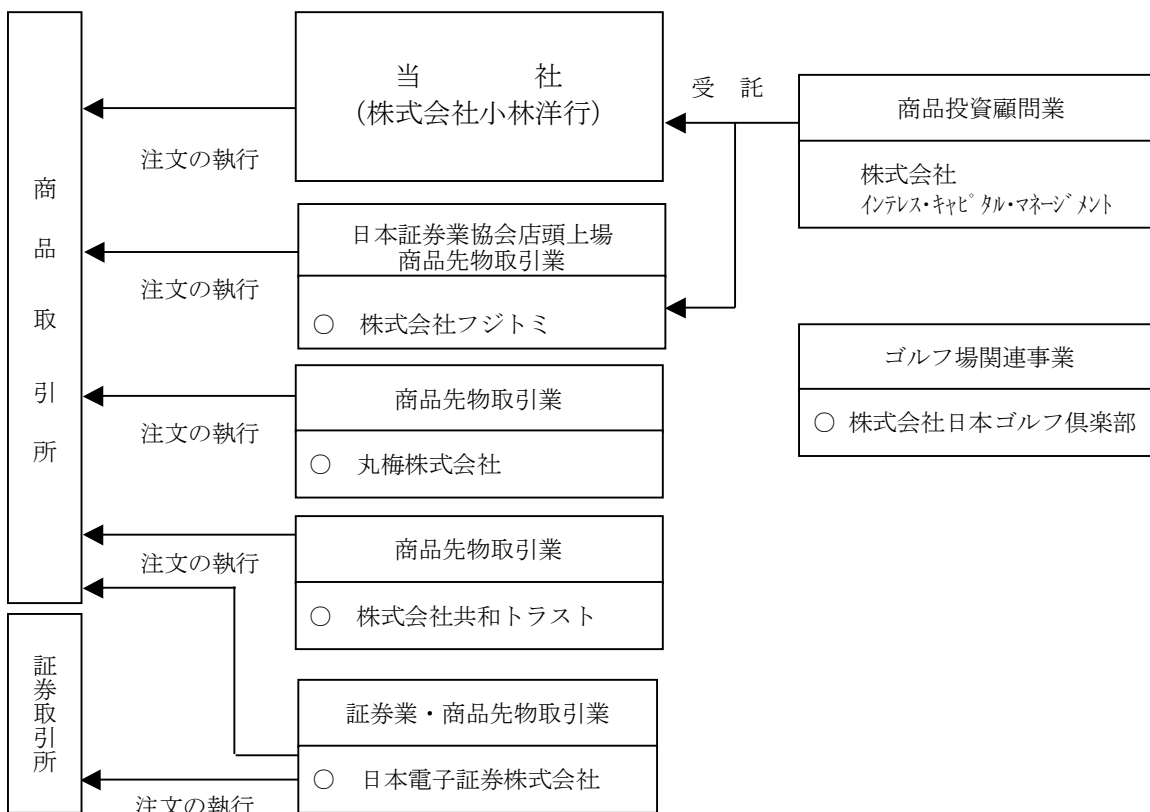 商品取引所
証券取引所
当 社
(株式会社小林洋行)
注文の執行
受 託
商品投資顧問業
株式会社
インテレス・キャピタル・マネージメント
日本証券業協会店頭上場
商品先物取引業
注文の執行
○ 株式会社フジトミ
ゴルフ場関連事業
○ 株式会社日本ゴルフ倶楽部
商品先物取引業
注文の執行
○ 丸梅株式会社
商品先物取引業
注文の執行
○ 株式会社共和トラスト
証券業・商品先物取引業
○ 日本電子証券株式会社
注文の執行